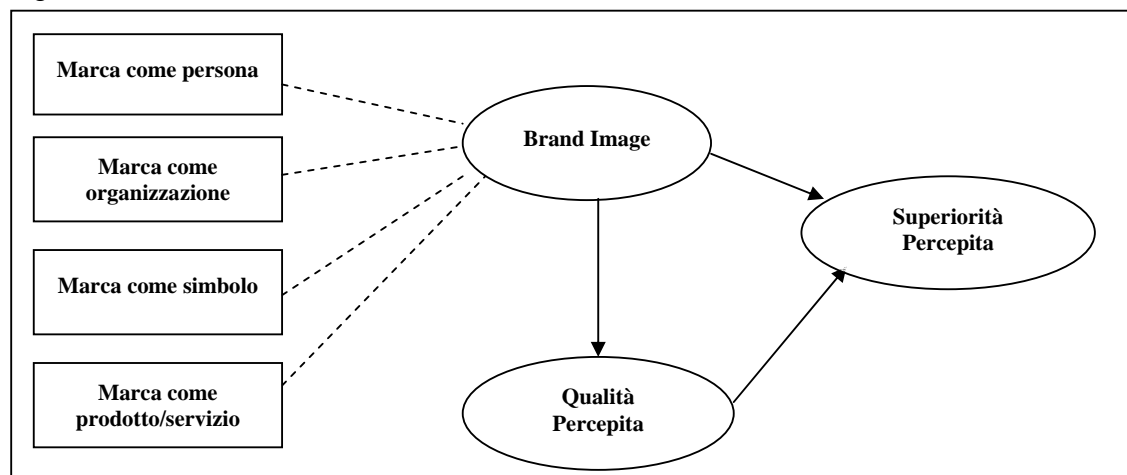 Marca come persona
Marca come
organizzazione
Marca come simbolo
Marca come
prodotto/servizio
Brand Image
Qualità
Percepita
Superiorità
Percepita